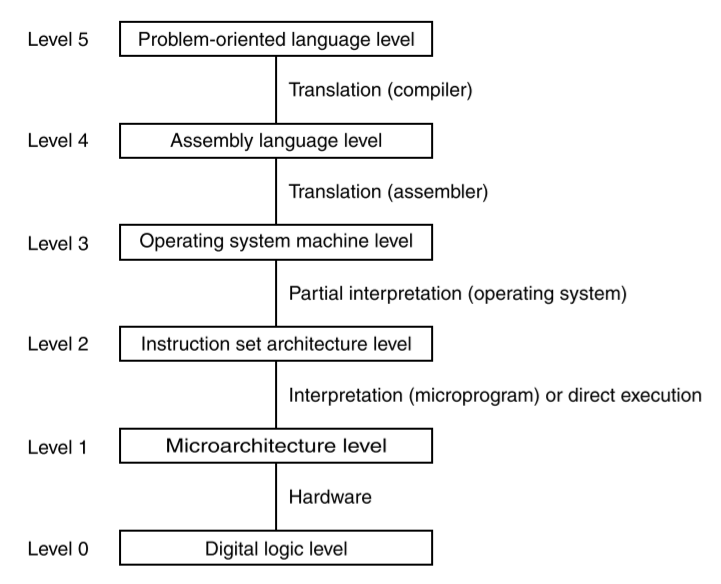 Level 5 Problem-oriented language level
Translation (compiler)
Level 4 Assembly language level
Translation (assembler)
Level 3 Operating system machine level
Partial interpretation (operating system)
Level 2 Instruction set architecture level
Interpretation (microprogram) or direct execution
Level 1 Microarchitecture level
Hardware
Level 0 Digital logic level